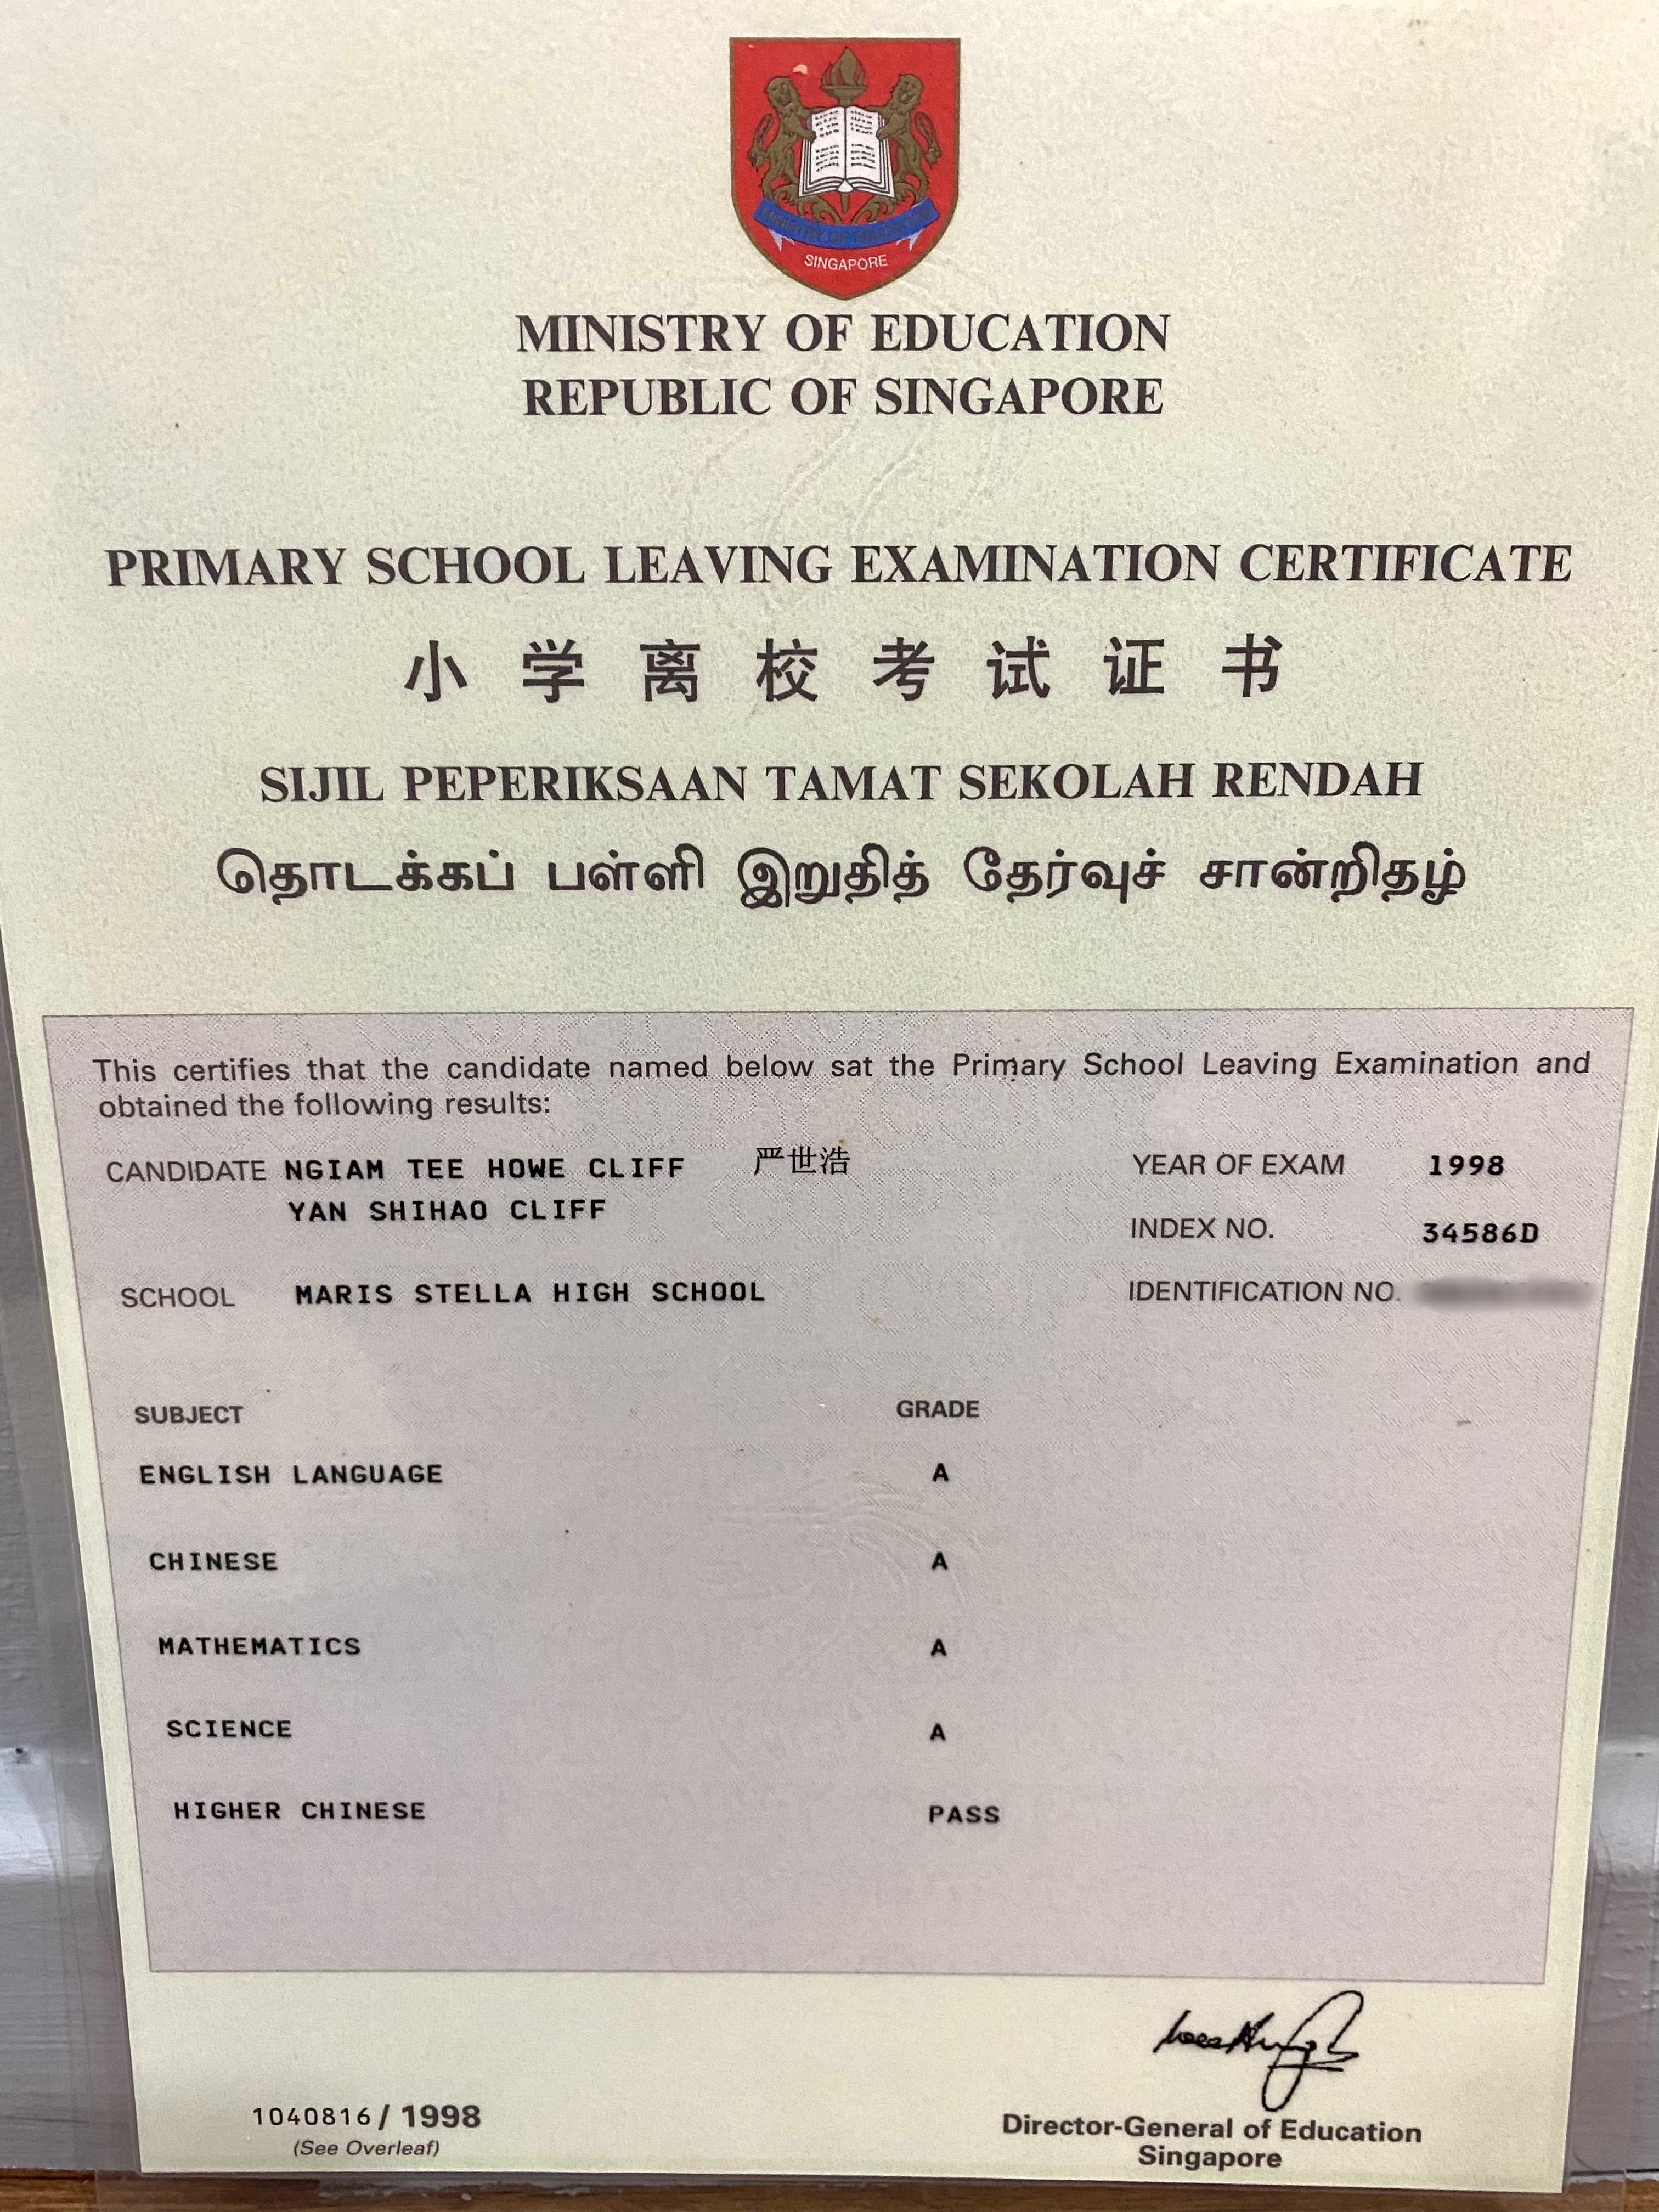 MINISTRY OF EDUCATION
SINGAPORE
MINISTRY OF EDUCATION
REPUBLIC OF SINGAPORE
PRIMARY SCHOOL LEAVING EXAMINATION CERTIFICATE
小学离校考试证书
SIJIL PEPERIKSAAN TAMAT SEKOLAH RENDAH
தொடக்கப் பள்ளி இறுதித் தேர்வுச் சான்றிதழ்
This certifies that the candidate named below sat the Primary School Leaving Examination and
obtained the following results:
CANDIDATE NGIAM TEE HOWE CLIFF 严世浩 YEAR OF EXAM 1998
YAN SHIHAO CLIFF
INDEX NO. 34586D
SCHOOL MARIS STELLA HIGH SCHOOL IDENTIFICATION NO.
SUBJECT GRADE
ENGLISH LANGUAGE A
CHINESE A
MATHEMATICS A
SCIENCE A
HIGHER CHINESE PASS
1040816 / 1998
(See Overleaf)
Director-General of Education
Singapore